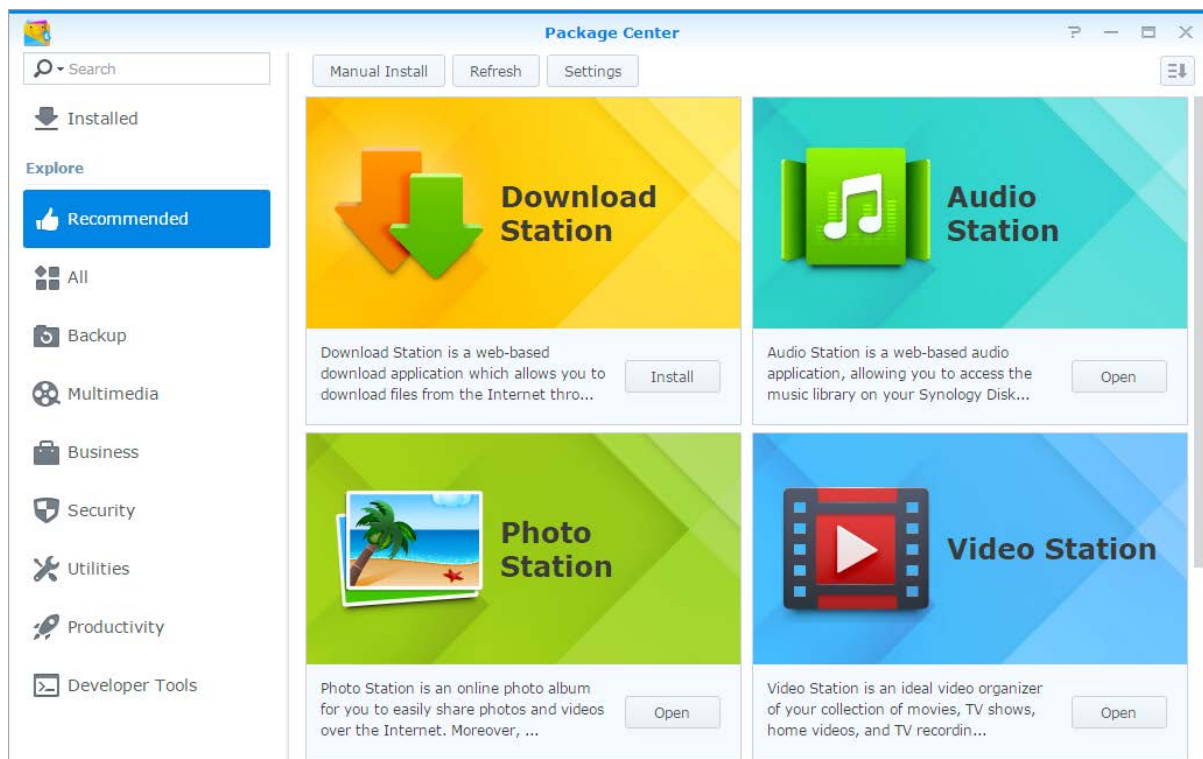 Package Center
Search
Manual Install
Refresh
Settings
Installed
Explore
Recommended
All
Backup
Multimedia
Business
Security
Utilities
Productivity
Developer Tools
Download
Station
Download Station is a web-based
download application which allows you to
download files from the Internet thro...
Install
Audio
Station
Audio Station is a web-based audio
application, allowing you to access the
music library on your Synology Disk...
Open
Photo
Station
Photo Station is an online photo album
for you to easily share photos and videos
over the Internet. Moreover, ...
Open
Video Station
Video Station is an ideal video organizer
of your collection of movies, TV shows,
home videos, and TV recordin...
Open